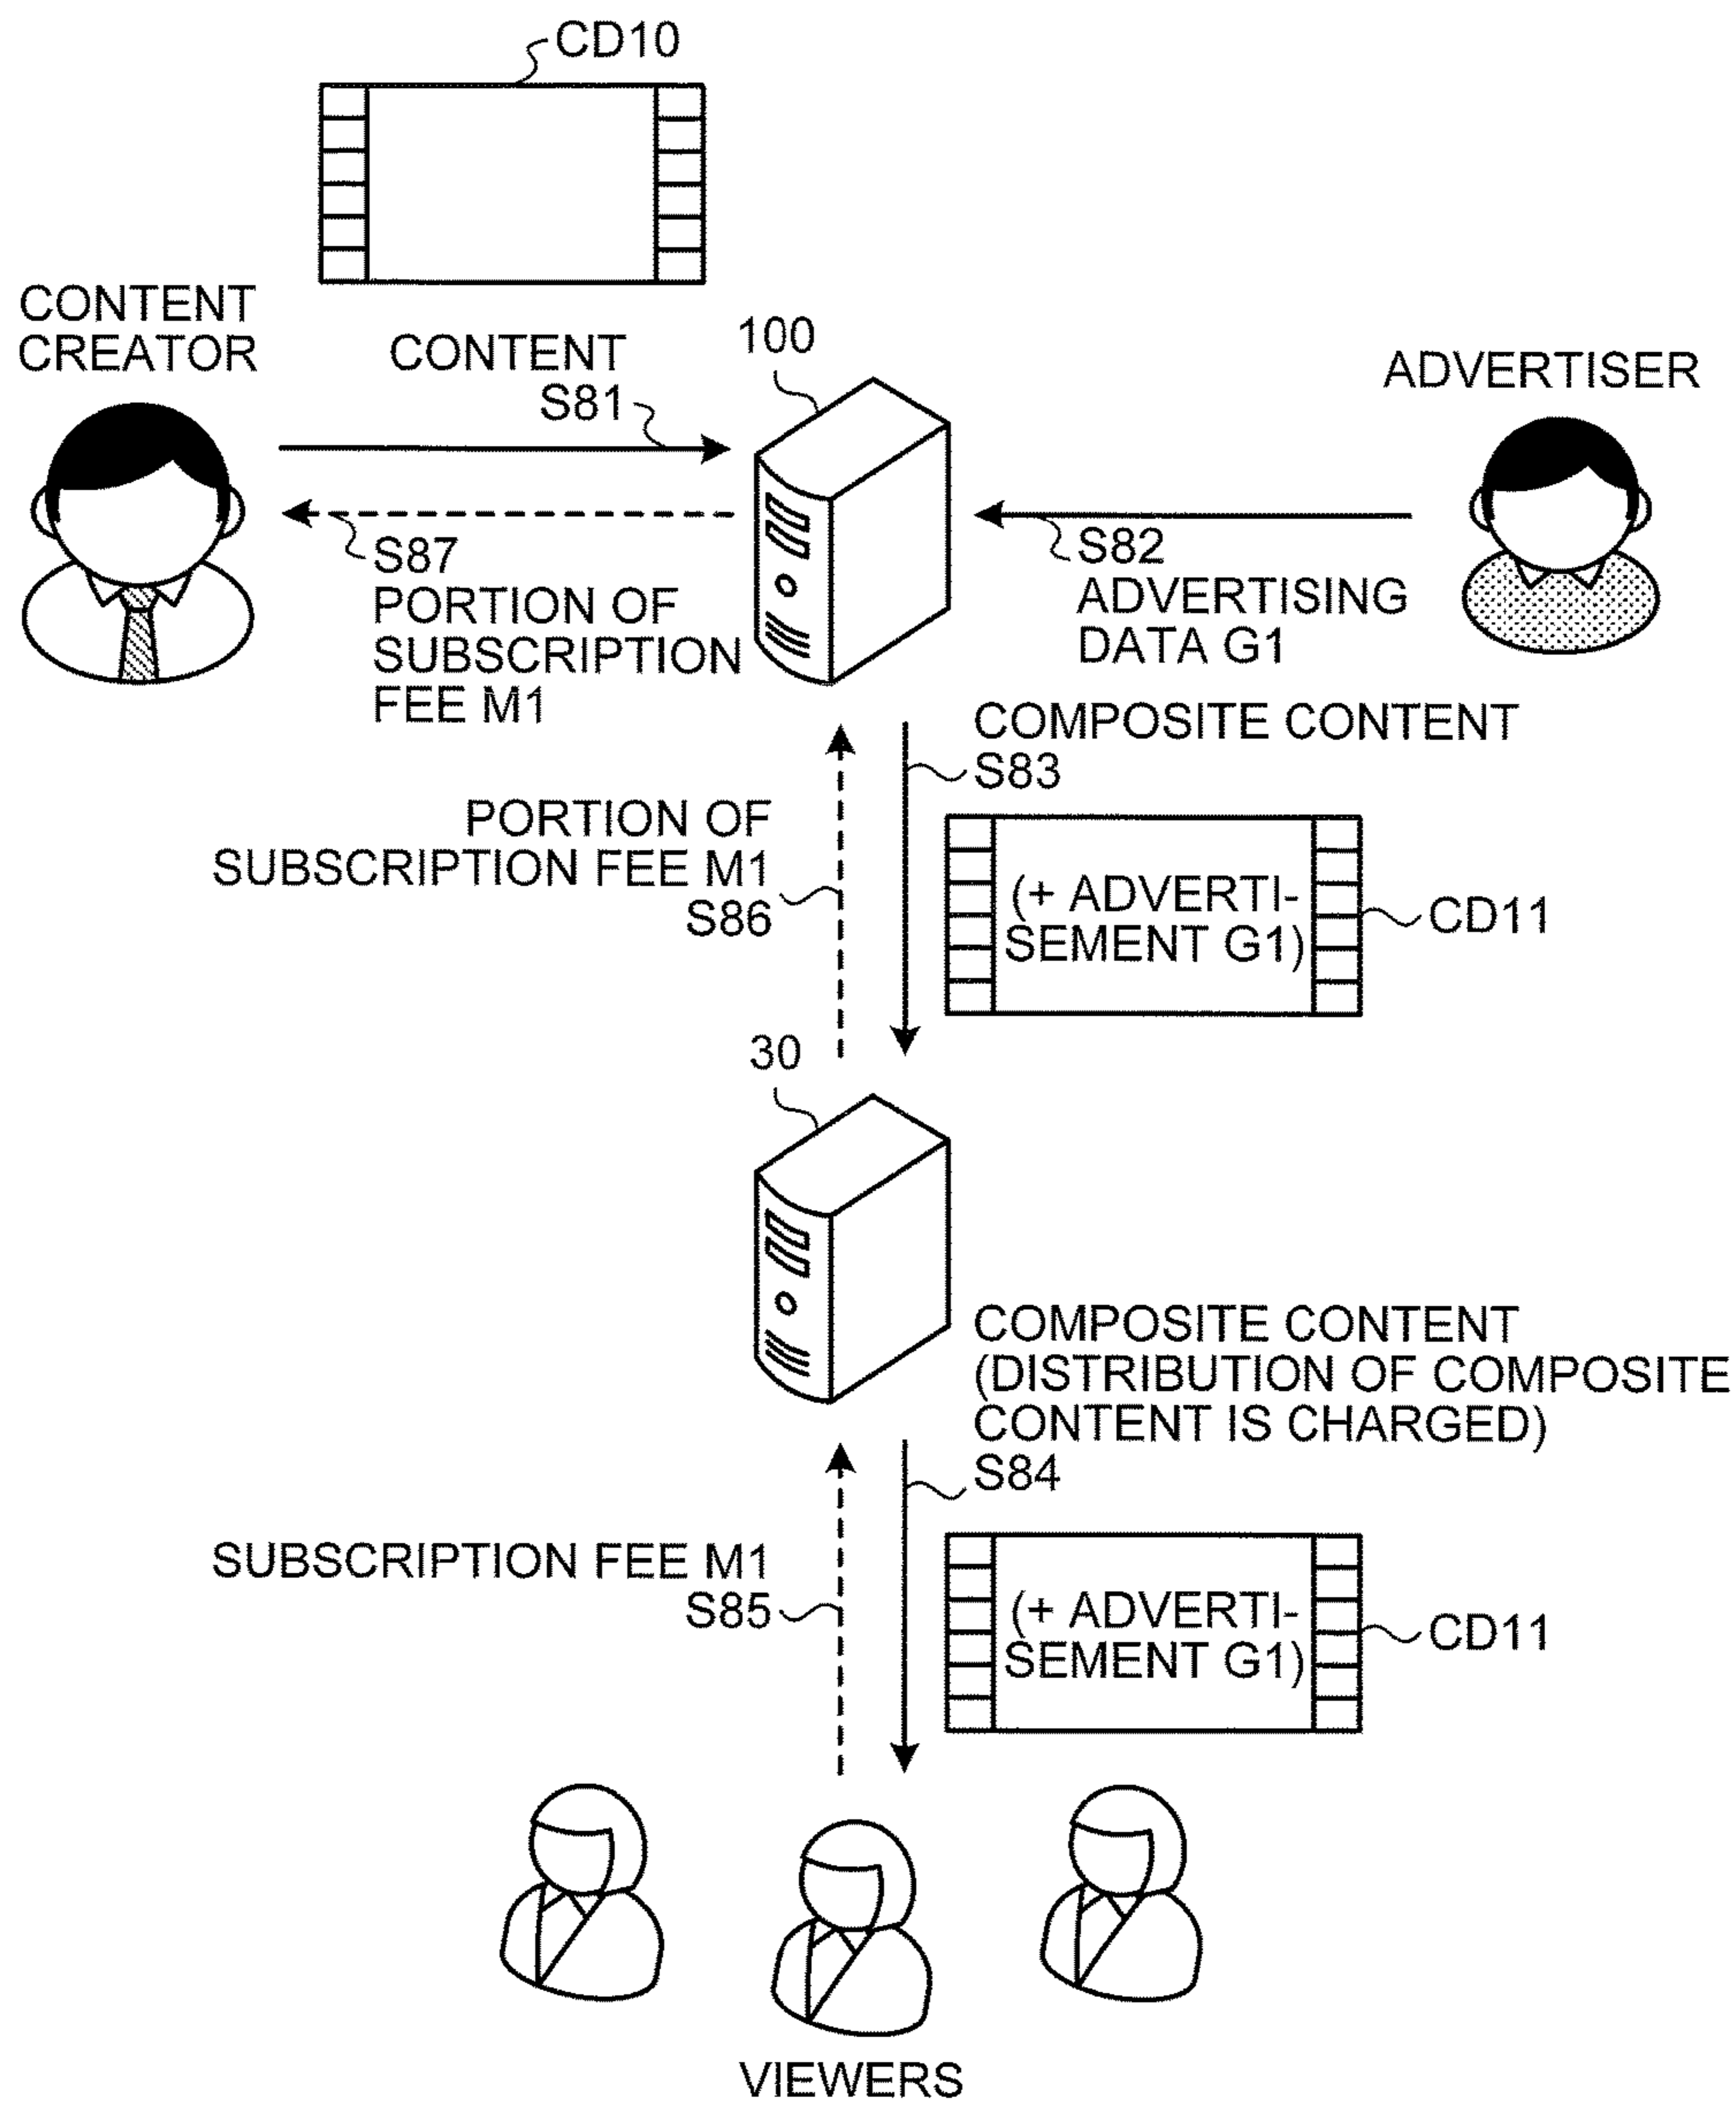 CD10
CONTENT
CREATOR
CONTENT
S81
100
ADVERTISER
S87
PORTION OF
SUBSCRIPTION
FEE M1
S82
ADVERTISING
DATA G1
COMPOSITE CONTENT
S83
PORTION OF
SUBSCRIPTION FEE M1
S86
(+ ADVERTI-
SEMENT G1)
CD11
30
COMPOSITE CONTENT
(DISTRIBUTION OF COMPOSITE
CONTENT IS CHARGED)
S84
SUBSCRIPTION FEE M1
S85
(+ ADVERTI-
SEMENT G1)
CD11
VIEWERS